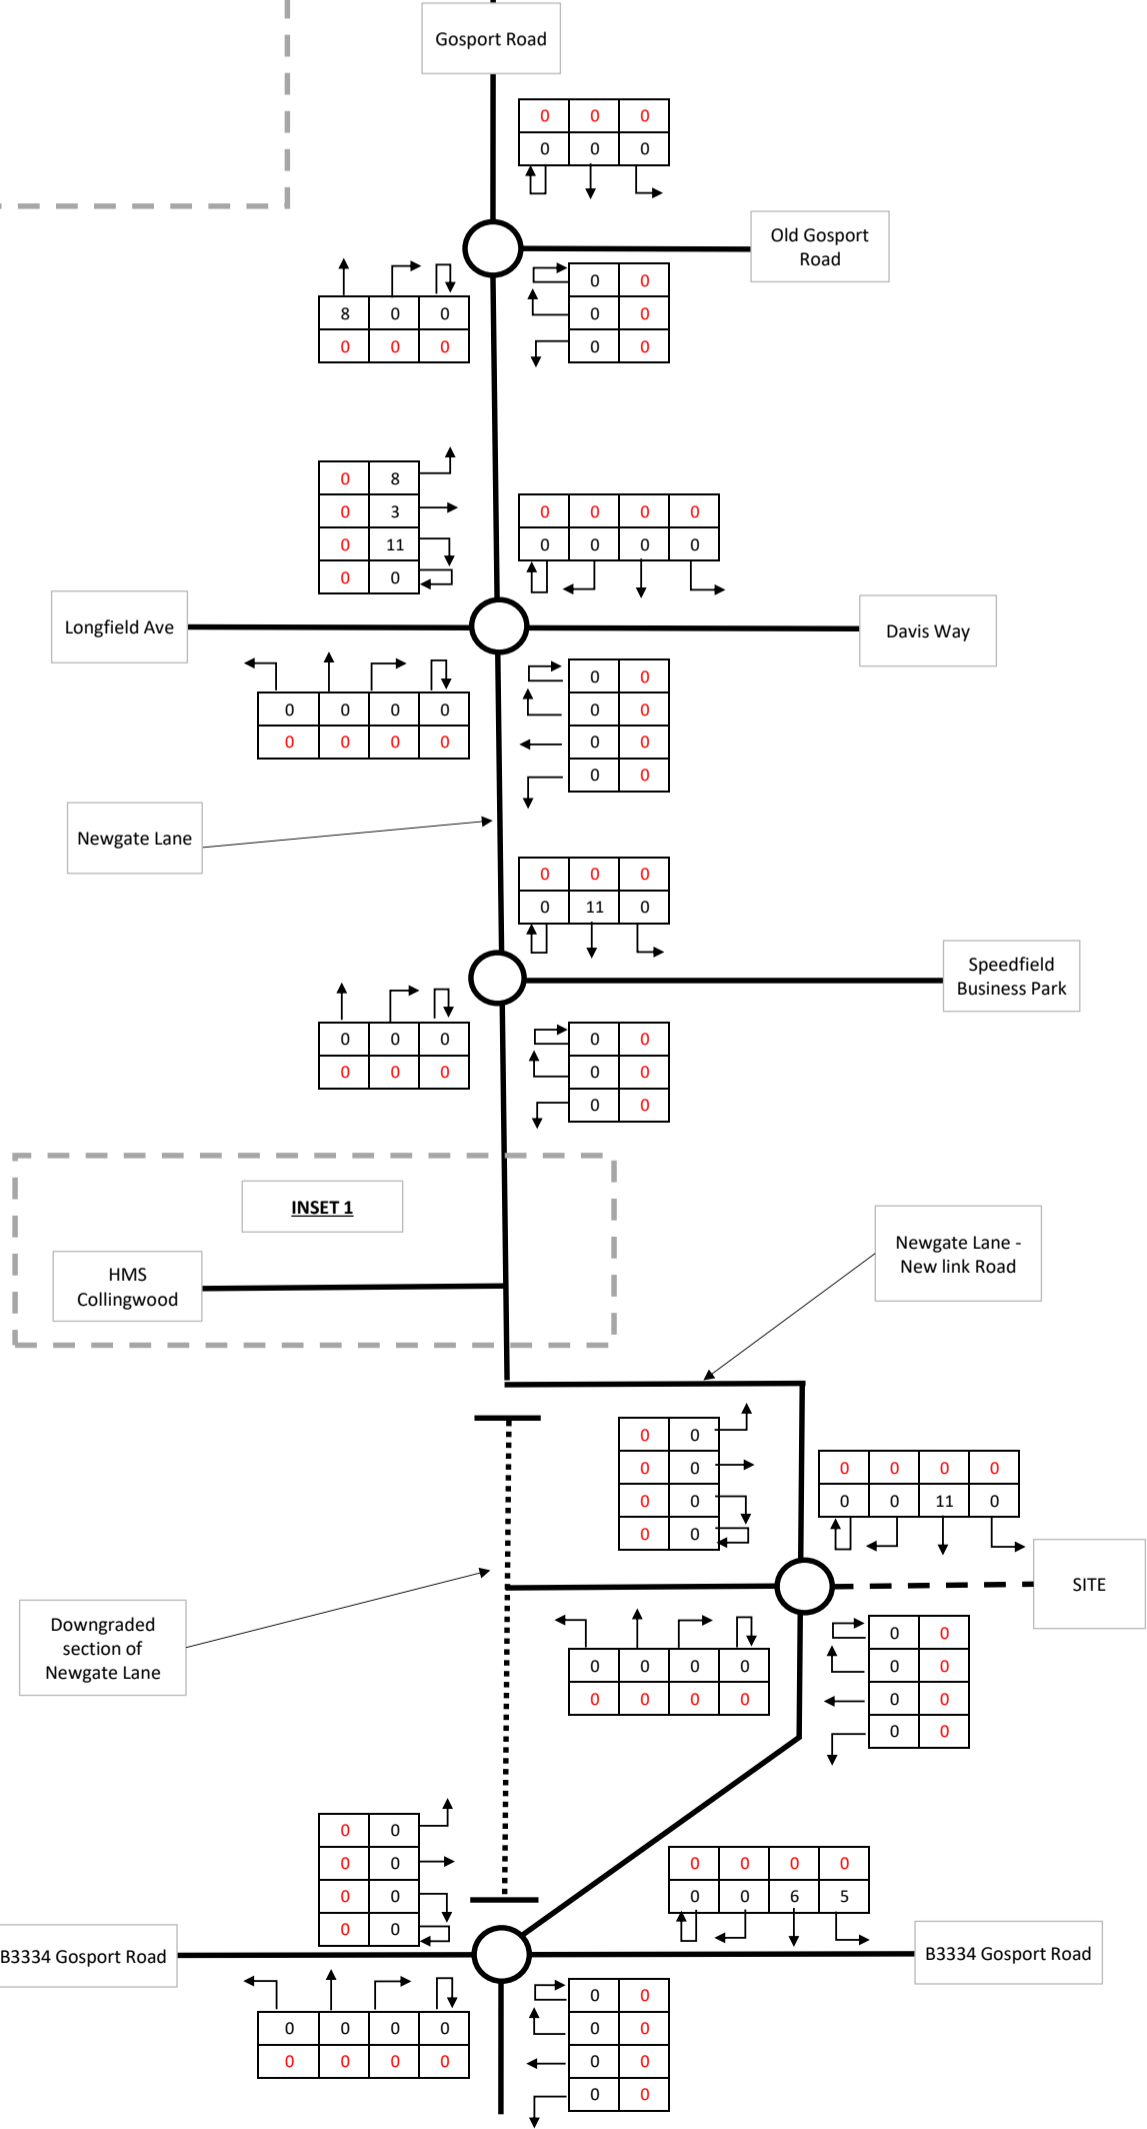 Gosport Road
0 0 0
0 0 0
Old Gosport
Road
0 0
0 0
0 0
8 0 0
0 0 0
0 8
0 3
0 11
0 0
0 0 0 0
0 0 0 0
Longfield Ave
Davis Way
0 0
0 0
0 0
0 0
0 0 0 0
0 0 0 0
Newgate Lane
0 0 0
0 11 0
Speedfield
Business Park
0 0 0
0 0 0
0 0
0 0
0 0
INSET 1
HMS
Collingwood
Newgate Lane -
New link Road
0 0
0 0
0 0
0 0
0 0 0 0
0 0 11 0
SITE
Downgraded
section of
Newgate Lane
0 0 0 0
0 0 0 0
0 0
0 0
0 0
0 0
0 0
0 0
0 0
0 0
0 0 0 0
0 0 6 5
B3334 Gosport Road
B3334 Gosport Road
0 0 0 0
0 0 0 0
0 0
0 0
0 0
0 0